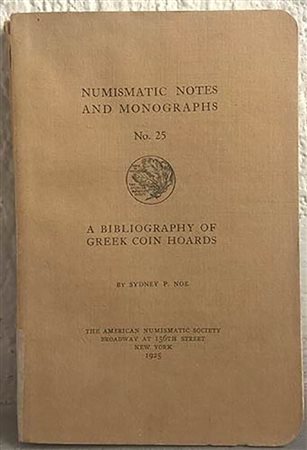 NUMISMATIC NOTES
AND MONOGRAPHS
No. 25
A BIBLIOGRAPHY OF
GREEK COIN HOARDS
BY SYDNEY P. NOE
THE AMERICAN NUMISMATIC SOCIETY
BROADWAY AT 156TH STREET
NEW YORK
1925